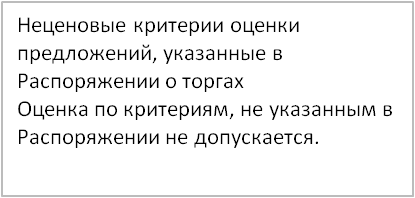 Неценовые критерии оценки
предложений, указанные в
Распоряжении о торгах
Оценка по критериям, не указанным в
Распоряжении не допускается.